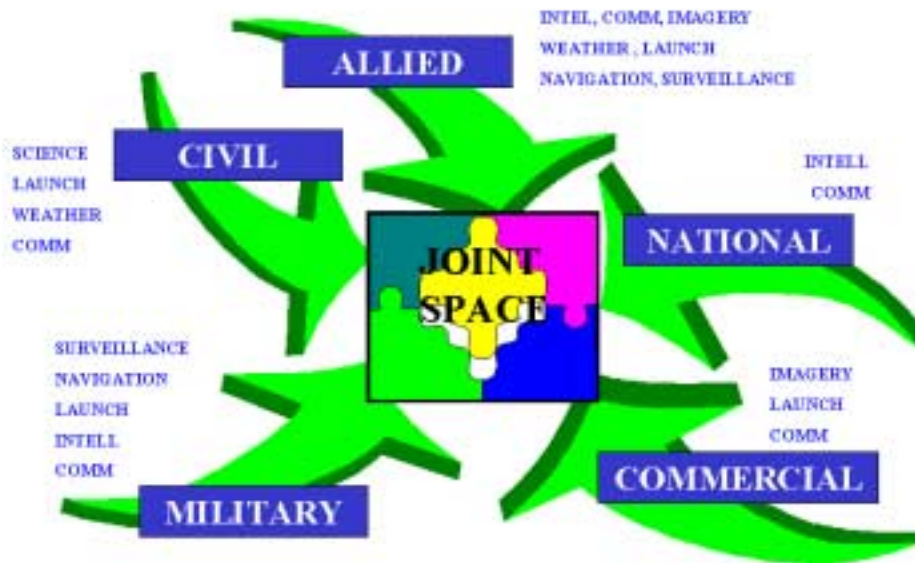 INTEL, COMM, IMAGERY
WEATHER , LAUNCH
NAVIGATION, SURVEILLANCE
ALLIED
CIVIL
SCIENCE
LAUNCH
WEATHER
COMM
INTELL
COMM
NATIONAL
JOINT
SPACE
SURVEILLANCE
NAVIGATION
LAUNCH
INTELL
COMM
MILITARY
IMAGERY
LAUNCH
COMM
COMMERCIAL